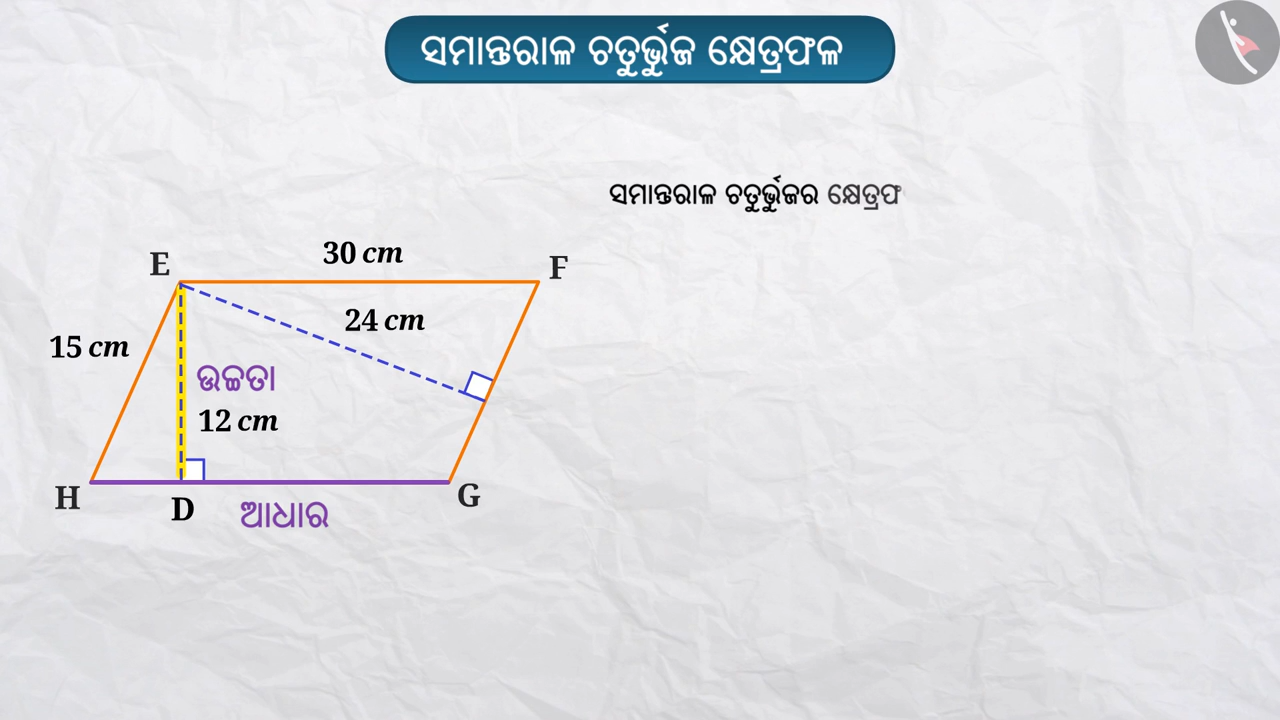 ସମାନ୍ତରାଳ ଚତୁର୍ଭୁଜ କ୍ଷେତ୍ରଫଳ
ସମାନ୍ତରାଳ ଚତୁର୍ଭୁଜର କ୍ଷେତ୍ରଫ
30 cm
E
F
24 cm
15 cm
ଉଚ୍ଚତା
12 cm
H
D
G
ଆଧାର